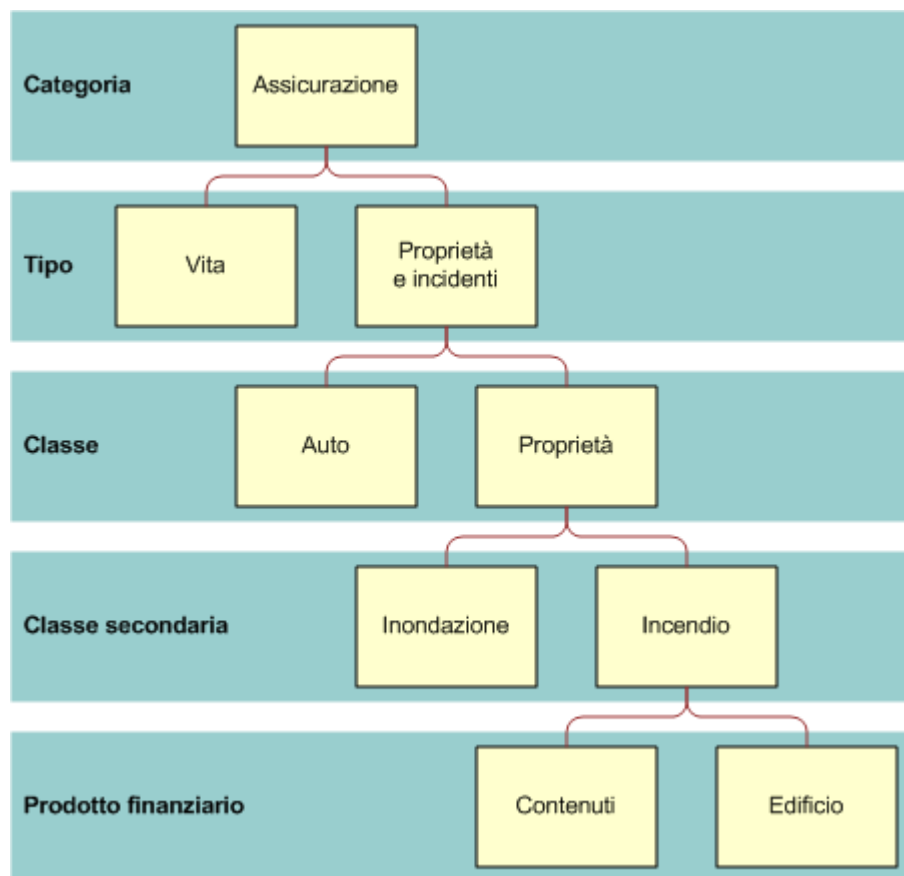 Categoria
Assicurazione
Tipo
Vita
Proprietà
e incidenti
Classe
Auto
Proprietà
Classe secondaria
Inondazione
Incendio
Prodotto finanziario
Contenuti
Edificio